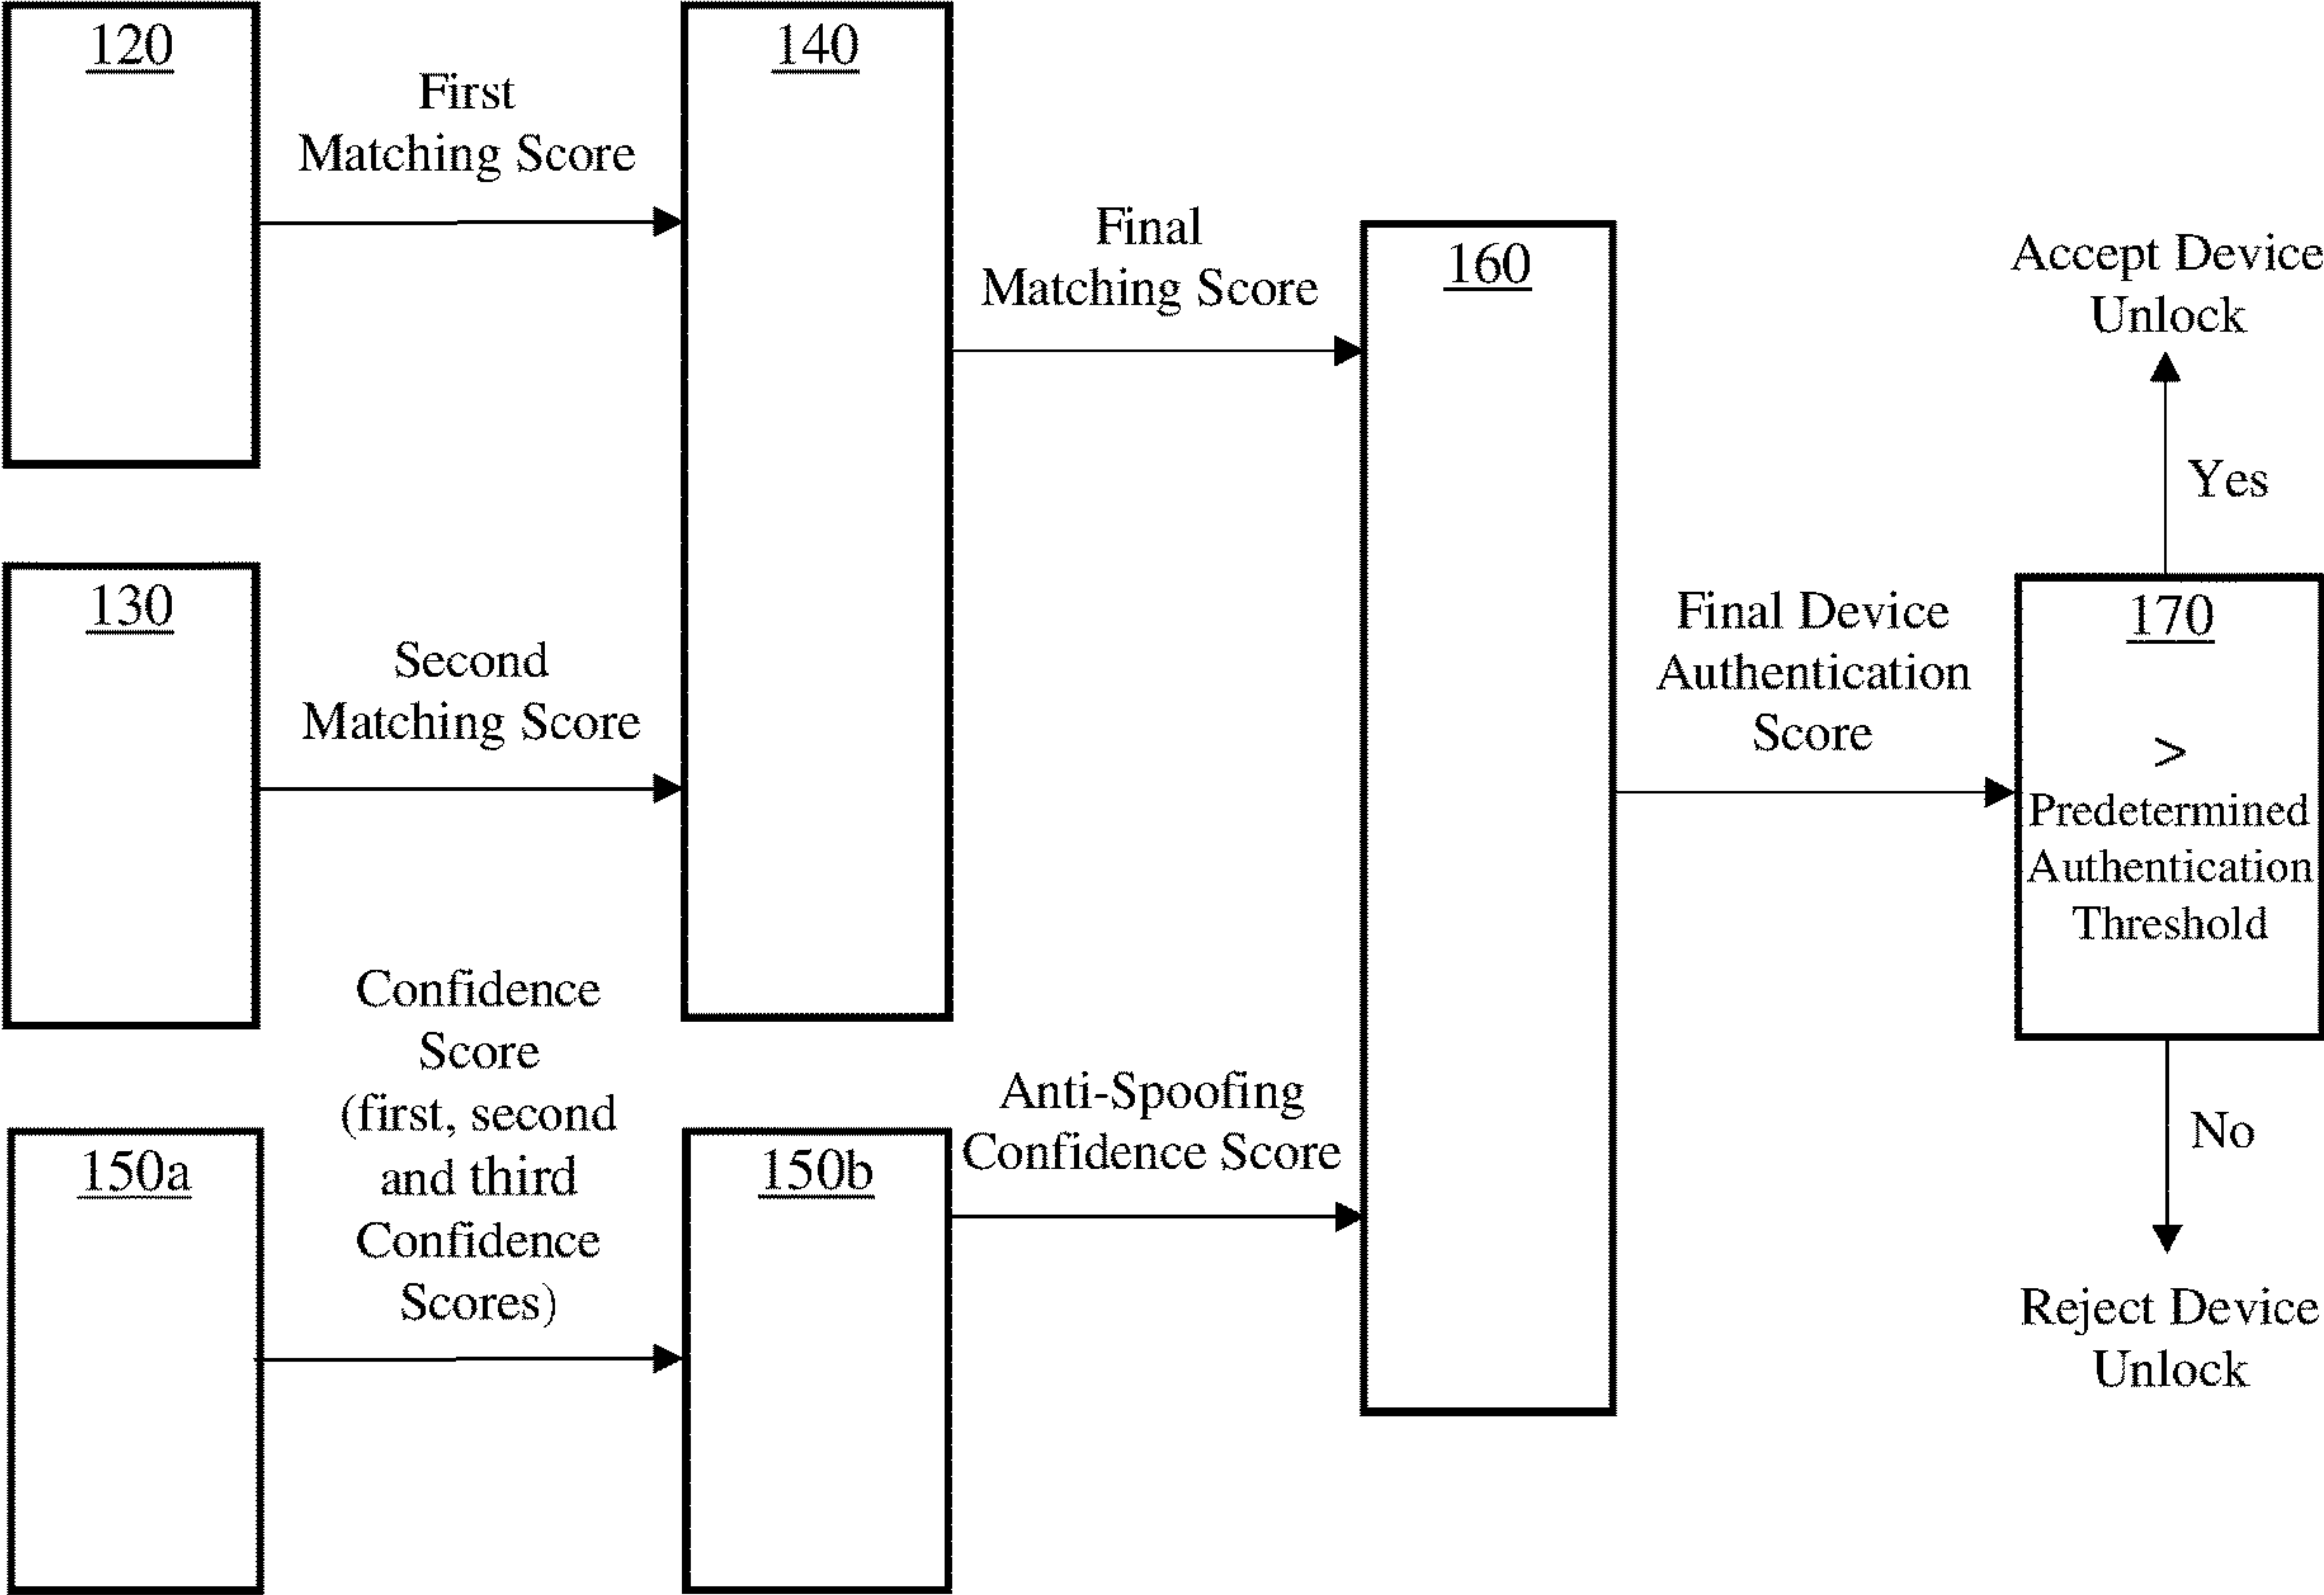 120
First
Matching Score
140
Final
Matching Score
160
Accept Device
Unlock
Yes
130
Second
Matching Score
Final Device
Authentication
Score
170
>
Predetermined
Authentication
Threshold
Confidence
Score
(first, second
and third
Confidence
Scores)
150a
150b
Anti-Spoofing
Confidence Score
No
Reject Device
Unlock